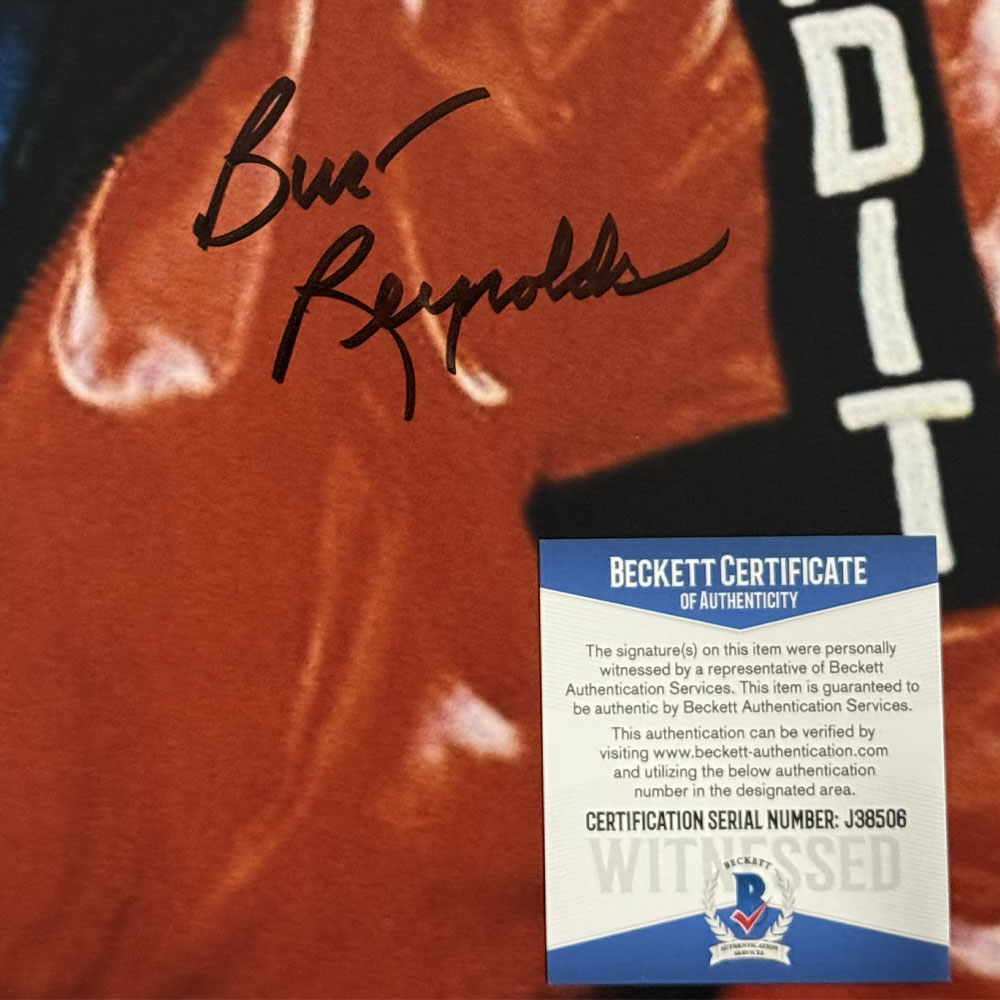 Burt
Reynolds
DIT
BECKETT CERTIFICATE
OF AUTHENTICITY
The signature(s) on this item were personally
witnessed by a representative of Beckett
Authentication Services. This item is guaranteed to
be authentic by Beckett Authentication Services.
This authentication can be verified by
visiting www.beckett-authentication.com
and utilizing the below authentication
number in the designated area.
CERTIFICATION SERIAL NUMBER: J38506
WITNESSED
BECKETT
B
AUTHENTICATION
SERVICES